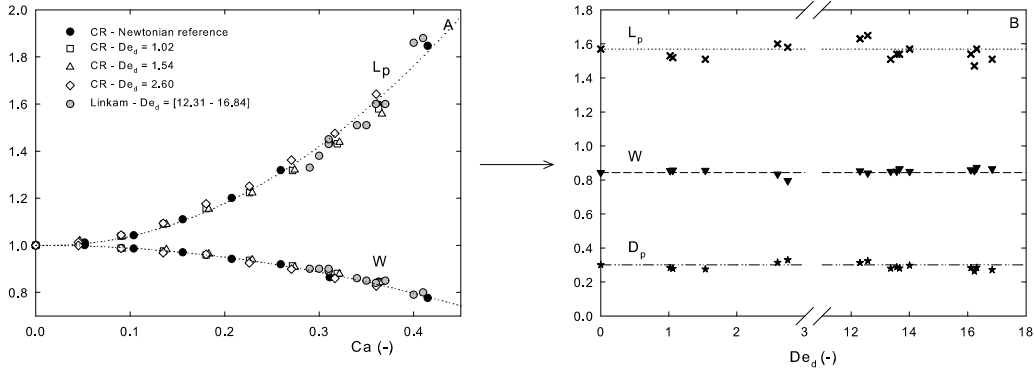 A
CR - Newtonian reference
CR - De_d = 1.02
CR - De_d = 1.54
CR - De_d = 2.60
Linkam - De_d = [12.31 - 16.84]
L_p
W
2.0
1.8
1.6
1.4
1.2
1.0
0.8
0.0
0.1
0.2
0.3
0.4
Ca (-)
B
L_p
W
D_p
1.8
1.6
1.4
1.2
1.0
0.8
0.6
0.4
0.2
0.0
0
1
2
3
12
14
16
18
De_d (-)